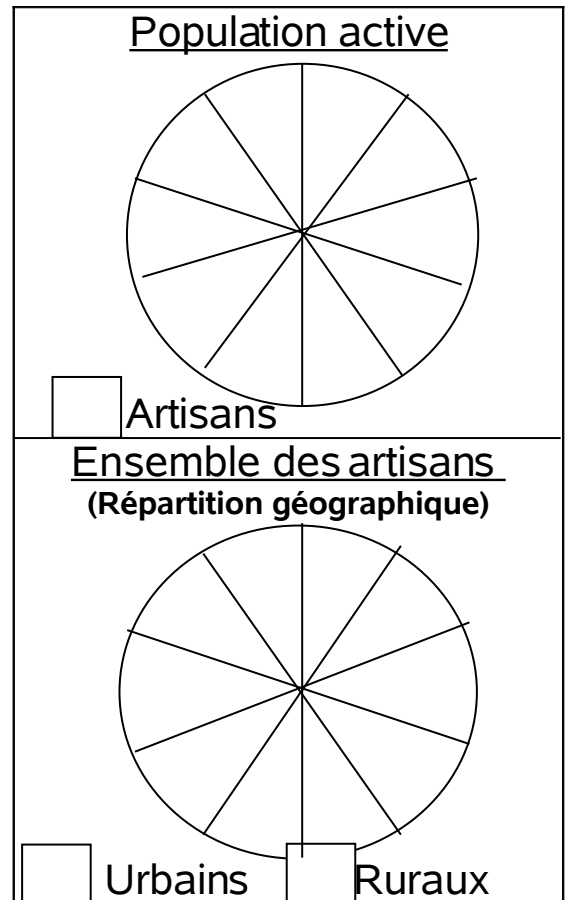 Population active
Artisans
Ensemble des artisans
(Répartition géographique)
Urbains Ruraux